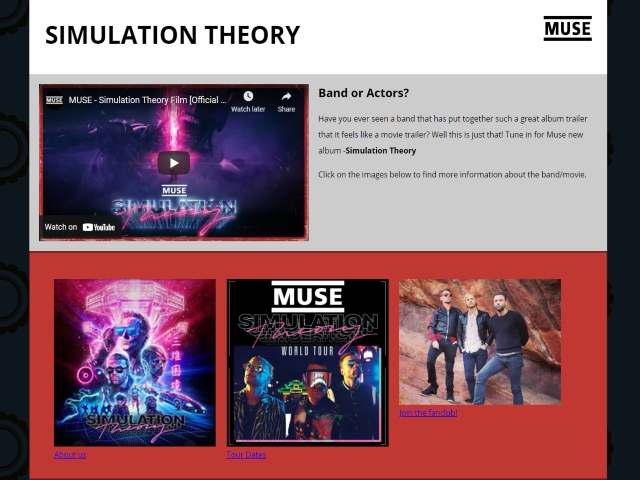 SIMULATION THEORY
MUSE
MUSE
MUSE - Simulation Theory Film [Official ...
Watch later
Share
MUSE
SIMULATION
Theory
Watch on YouTube
Band or Actors?
Have you ever seen a band that has put together such a great album trailer
that it feels like a movie trailer? Well this is just that! Tune in for Muse new
album -Simulation Theory
Click on the images below to find more information about the band/movie.
SIMULATION
Theory
About us
MUSE
SIMULATION
Theory
WORLD TOUR
Tour Dates
Join the fanclub!